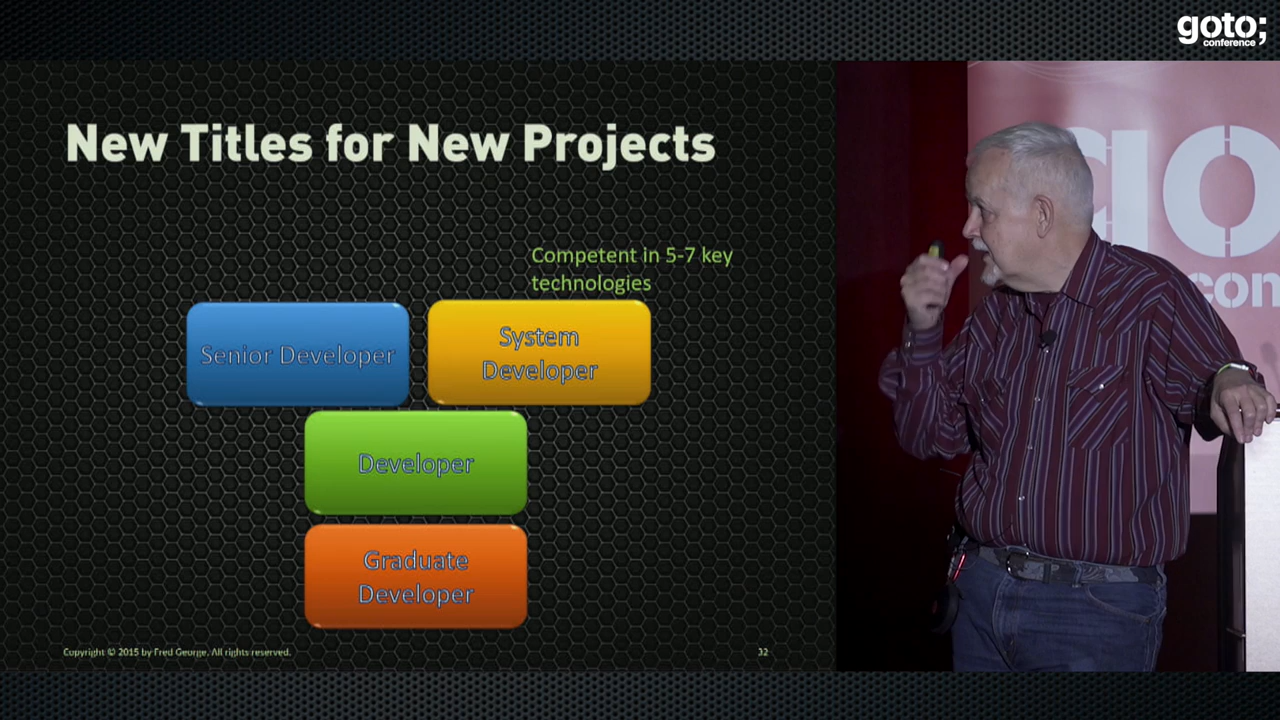 goto;
conference
New Titles for New Projects
Competent in 5-7 key
technologies
Senior Developer
System
Developer
Developer
Graduate
Developer
Copyright © 2015 by Fred George. All rights reserved.
32